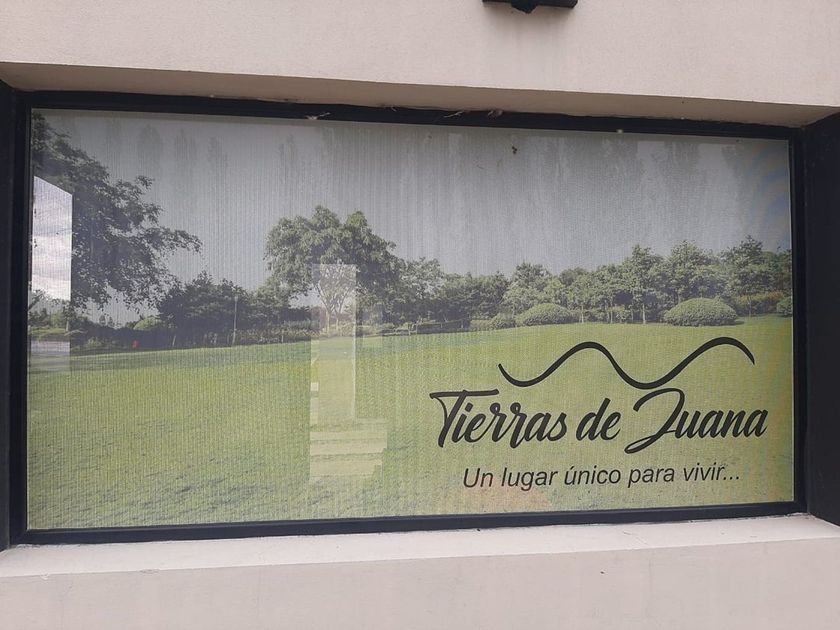 Tierras de Juana
Un lugar único para vivir...